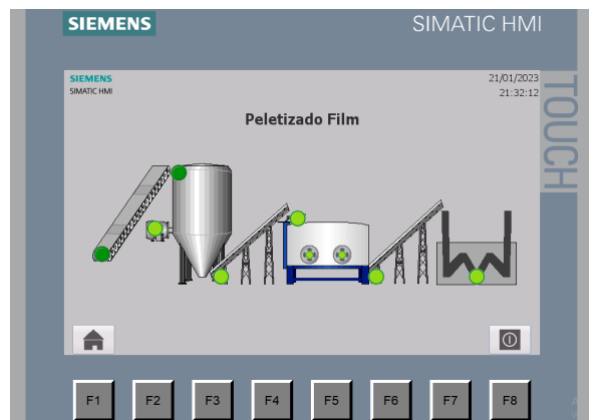 SIEMENS
SIMATIC HMI
SIEMENS
SIMATIC HMI
21/01/2023
21:32:12
TOUCH
Peletizado Film
F1
F2
F3
F4
F5
F6
F7
F8